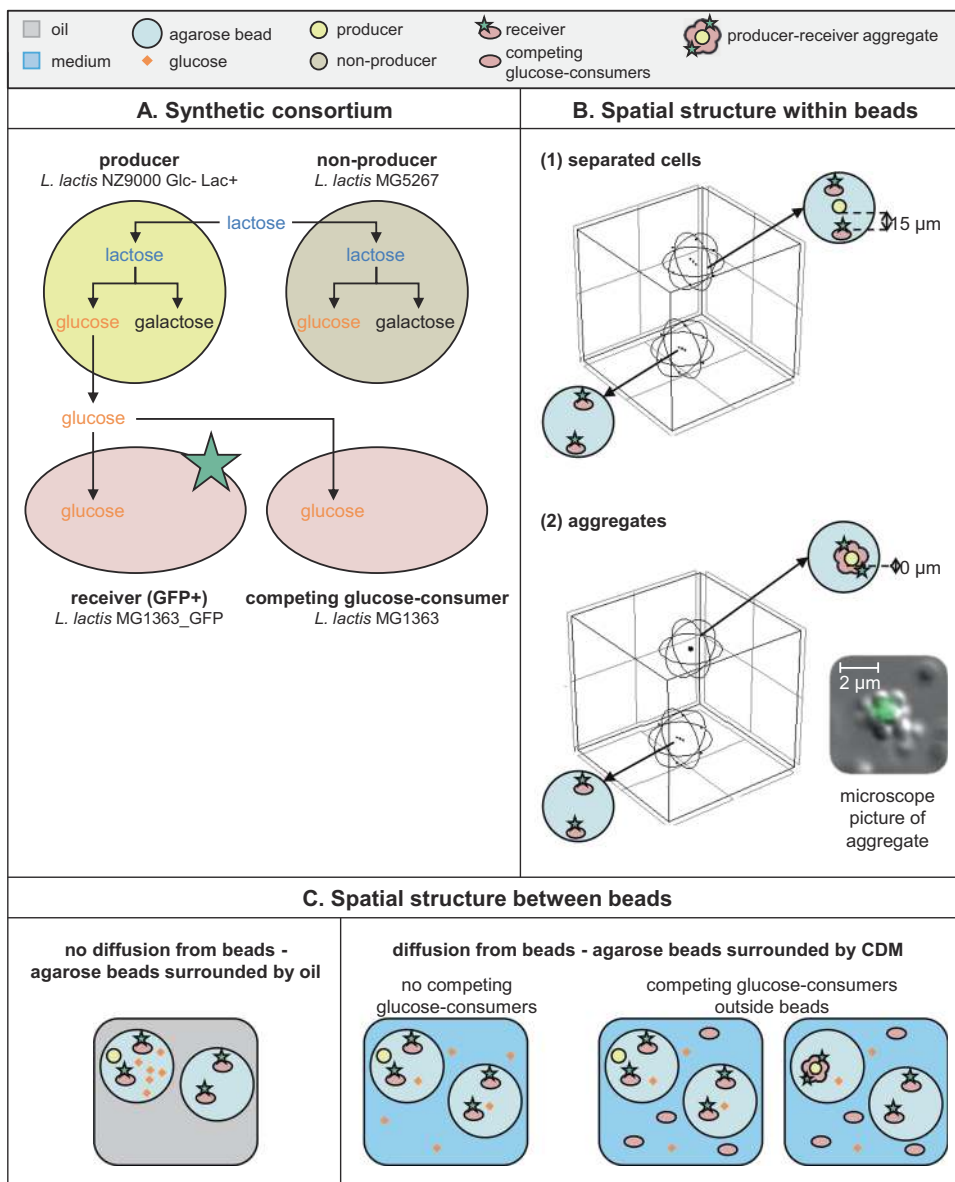 oil
agarose bead
producer
receiver
producer-receiver aggregate
medium
glucose
non-producer
competing
glucose-consumers
A. Synthetic consortium
producer
L. lactis NZ9000 Glc- Lac+
non-producer
L. lactis MG5267
lactose
lactose
lactose
glucose
galactose
glucose
galactose
glucose
glucose
glucose
receiver (GFP+)
L. lactis MG1363_GFP
competing glucose-consumer
L. lactis MG1363
B. Spatial structure within beads
(1) separated cells
15 µm
(2) aggregates
0 µm
2 µm
microscope
picture of
aggregate
C. Spatial structure between beads
no diffusion from beads -
agarose beads surrounded by oil
diffusion from beads - agarose beads surrounded by CDM
no competing
glucose-consumers
competing glucose-consumers
outside beads